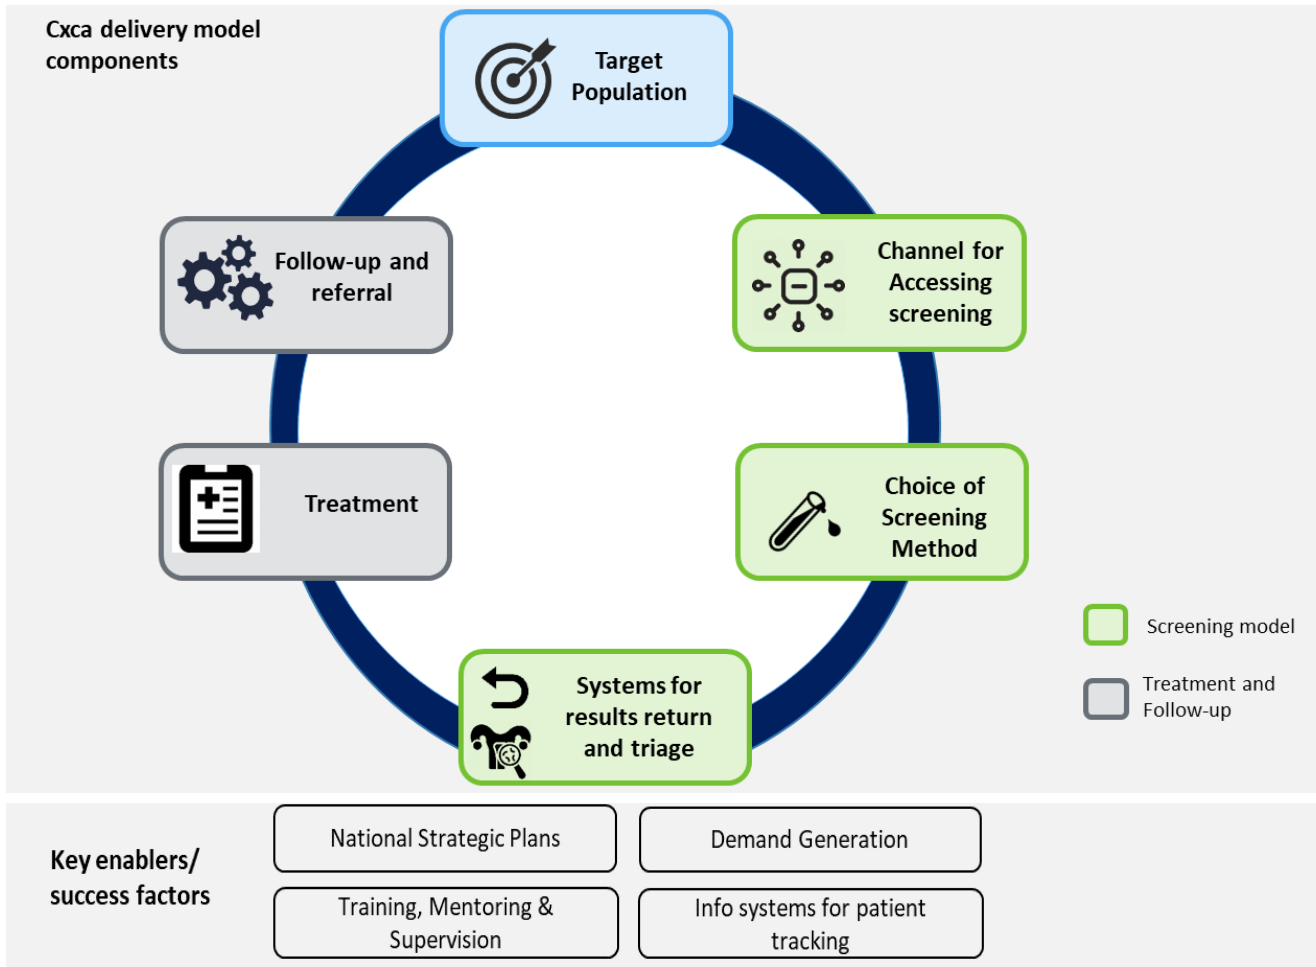 Cxca delivery model
components
Target
Population
Channel for
Accessing
screening
Choice of
Screening
Method
Systems for
results return
and triage
Treatment
Follow-up and
referral
Screening model
Treatment and
Follow-up
Key enablers/
success factors
National Strategic Plans
Demand Generation
Training, Mentoring &
Supervision
Info systems for patient
tracking